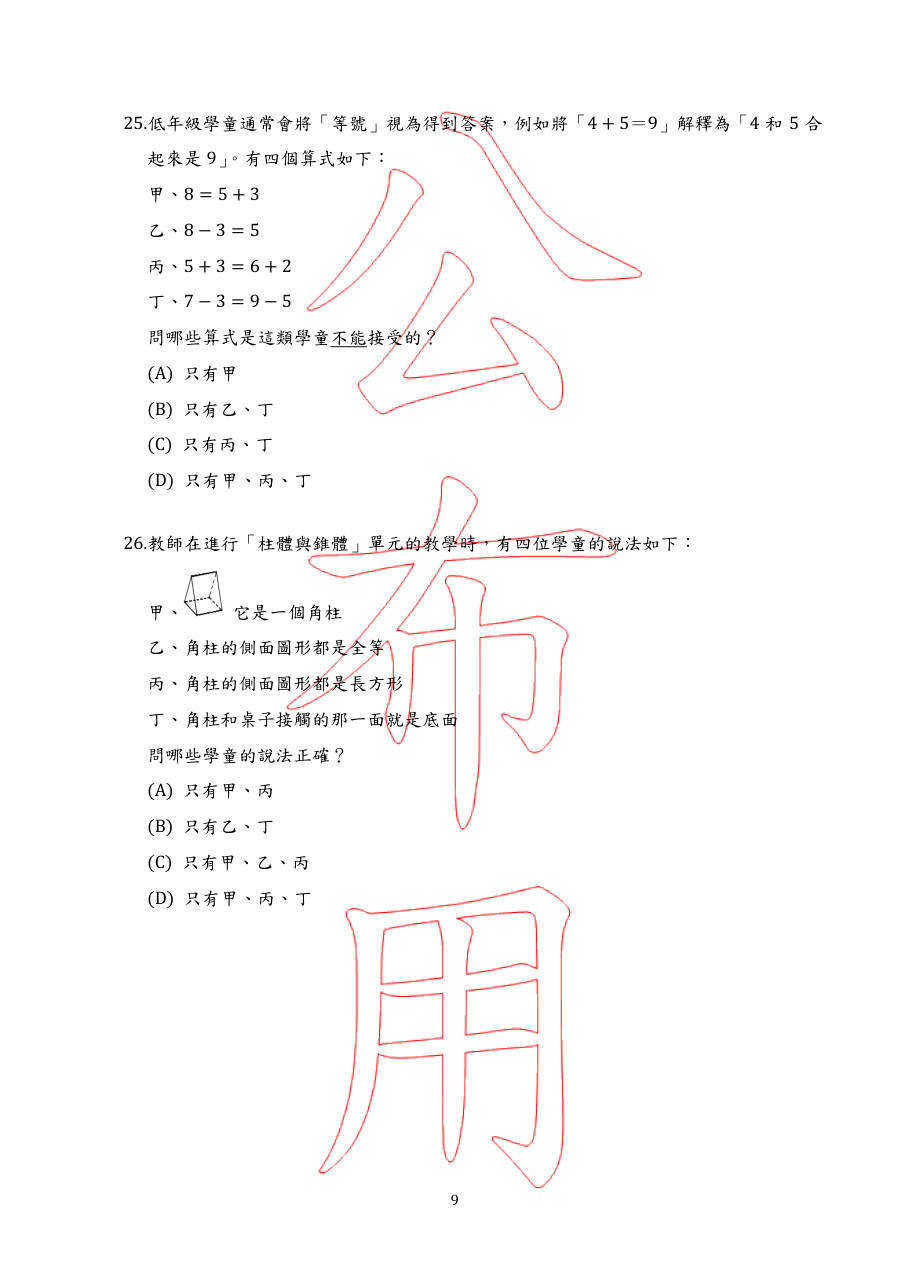 25.低年級學童通常會將「等號」視為得到答案，例如將「4＋5＝9」解釋為「4 和 5 合
起來是 9」。有四個算式如下：
甲、8 = 5 + 3
乙、8 − 3 = 5
丙、5 + 3 = 6 + 2
丁、7 − 3 = 9 − 5
問哪些算式是這類學童不能接受的？
(A) 只有甲
(B) 只有乙、丁
(C) 只有丙、丁
(D) 只有甲、丙、丁
26.教師在進行「柱體與錐體」單元的教學時，有四位學童的說法如下：
甲、 它是一個角柱
乙、角柱的側面圖形都是全等
丙、角柱的側面圖形都是長方形
丁、角柱和桌子接觸的那一面就是底面
問哪些學童的說法正確？
(A) 只有甲、丙
(B) 只有乙、丁
(C) 只有甲、乙、丙
(D) 只有甲、丙、丁
公
布
用
9